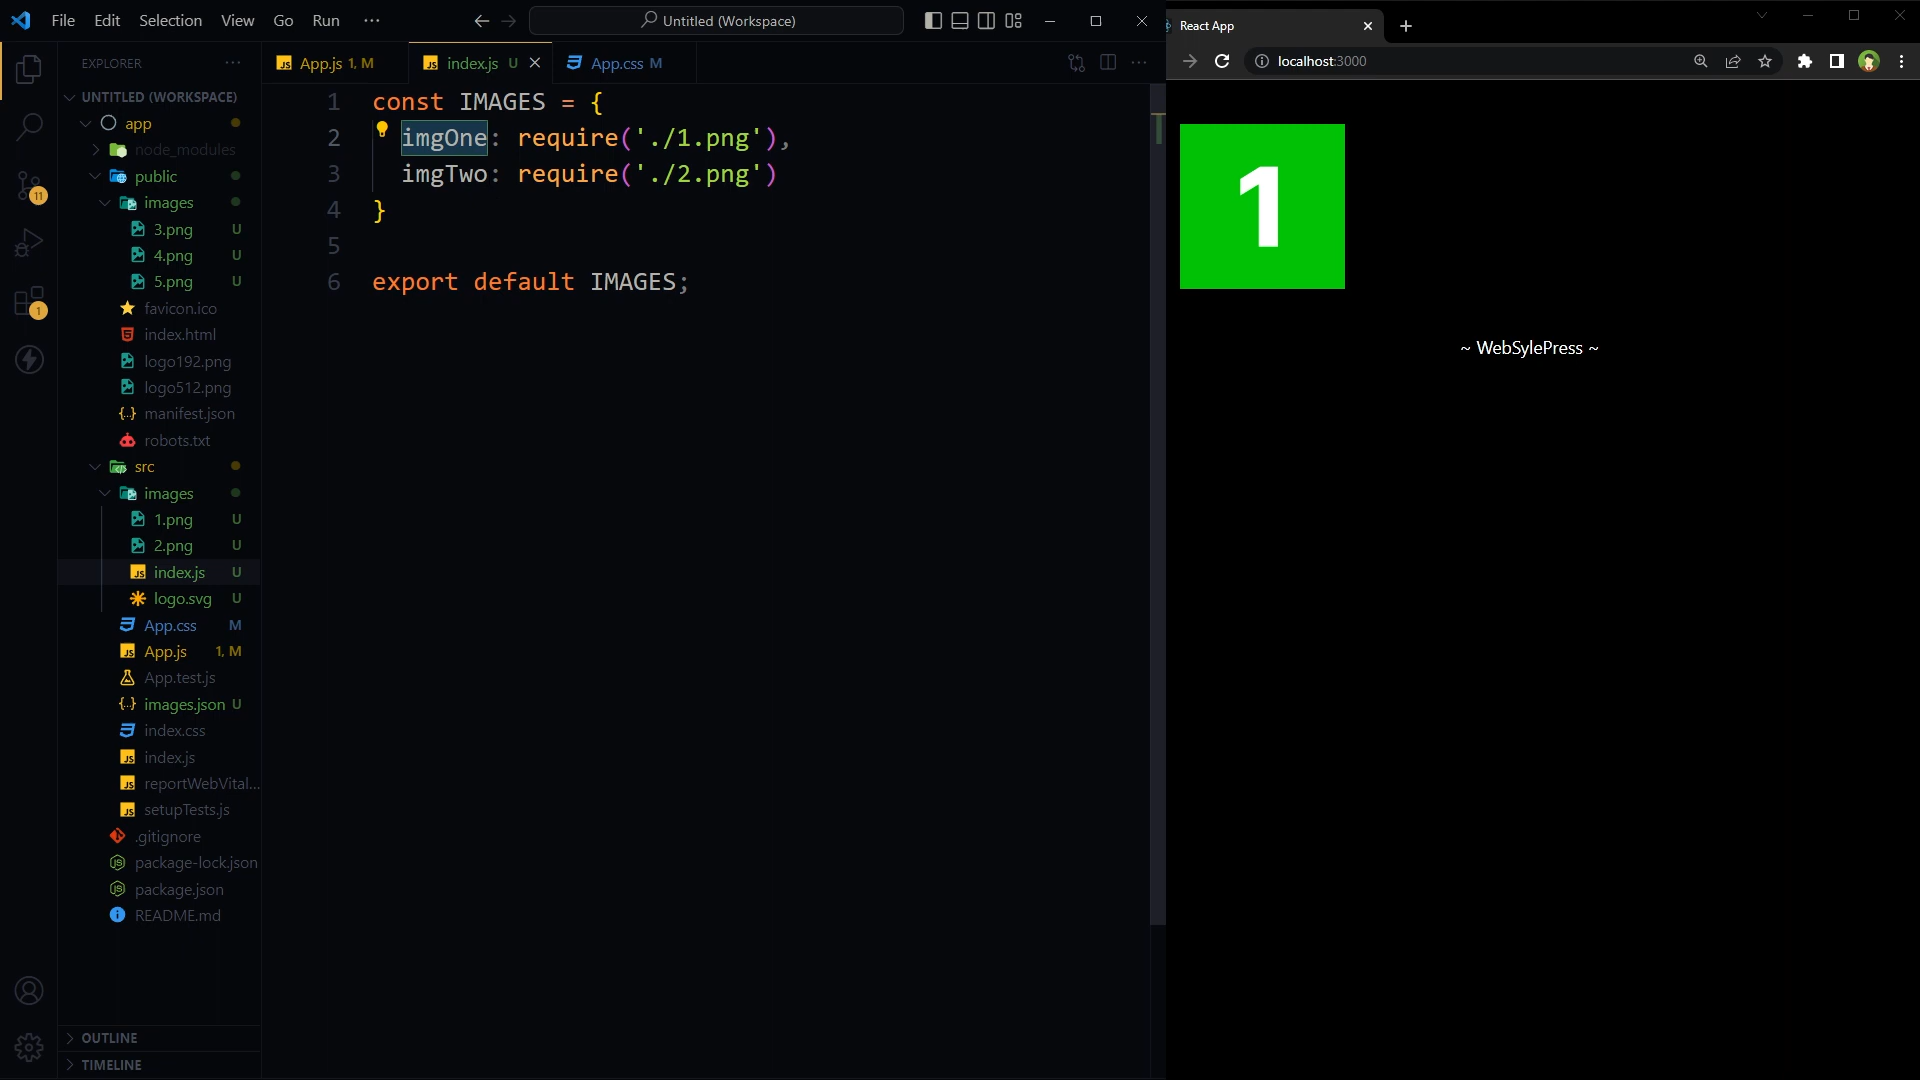 File Edit Selection View Go Run ···
Untitled (Workspace)
EXPLORER
UNTITLED (WORKSPACE)
app
node_modules
public
images
3.png U
4.png U
5.png U
favicon.ico
index.html
logo192.png
logo512.png
manifest.json
robots.txt
src
images
1.png U
2.png U
index.js U
logo.svg U
App.css M
App.js 1, M
App.test.js
images.json U
index.css
index.js
reportWebVital...
setupTests.js
.gitignore
package-lock.json
package.json
README.md
OUTLINE
TIMELINE
11
1
App.js 1, M
index.js U
App.css M
1 const IMAGES = {
2 imgOne: require('./1.png'),
3 imgTwo: require('./2.png')
4 }
5
6 export default IMAGES;
React App
localhost:3000
1
~ WebSylePress ~